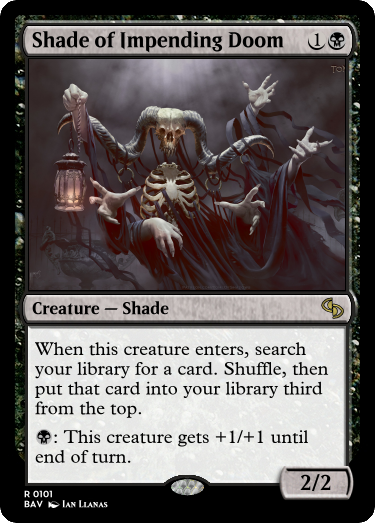 Shade of Impending Doom 1
Creature — Shade
When this creature enters, search
your library for a card. Shuffle, then
put that card into your library third
from the top.
: This creature gets +1/+1 until
end of turn.
2/2
R 0101
BAV Ian Llanas